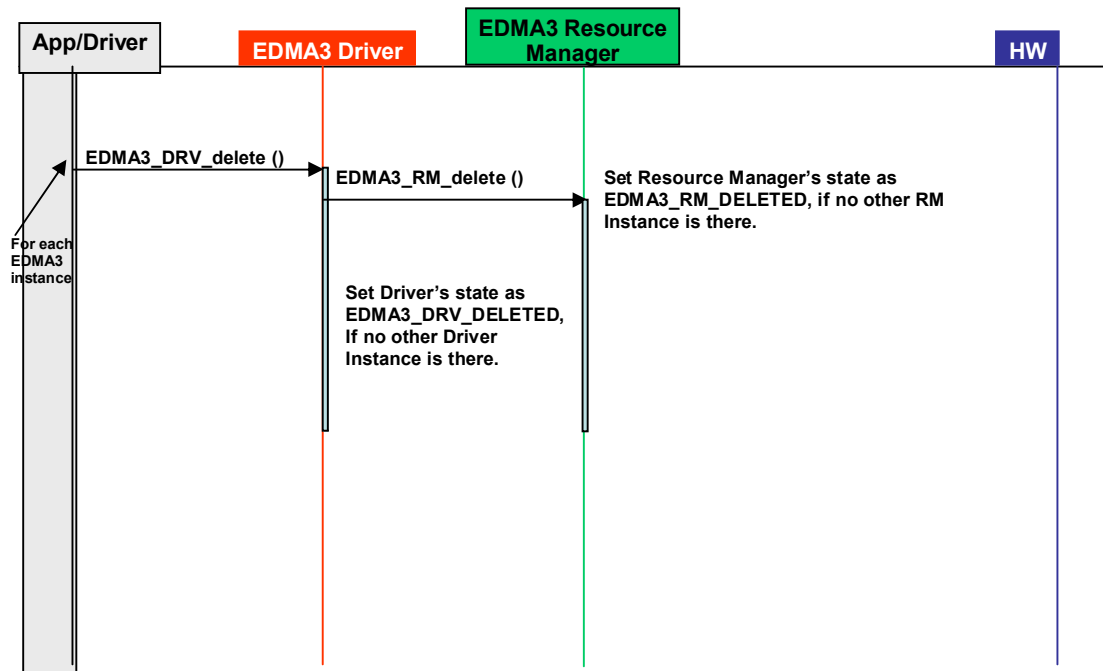 App/Driver
EDMA3 Driver
EDMA3 Resource
Manager
HW
EDMA3_DRV_delete ()
EDMA3_RM_delete ()
Set Resource Manager's state as
EDMA3_RM_DELETED, if no other RM
Instance is there.
For each
EDMA3
instance
Set Driver's state as
EDMA3_DRV_DELETED,
If no other Driver
Instance is there.